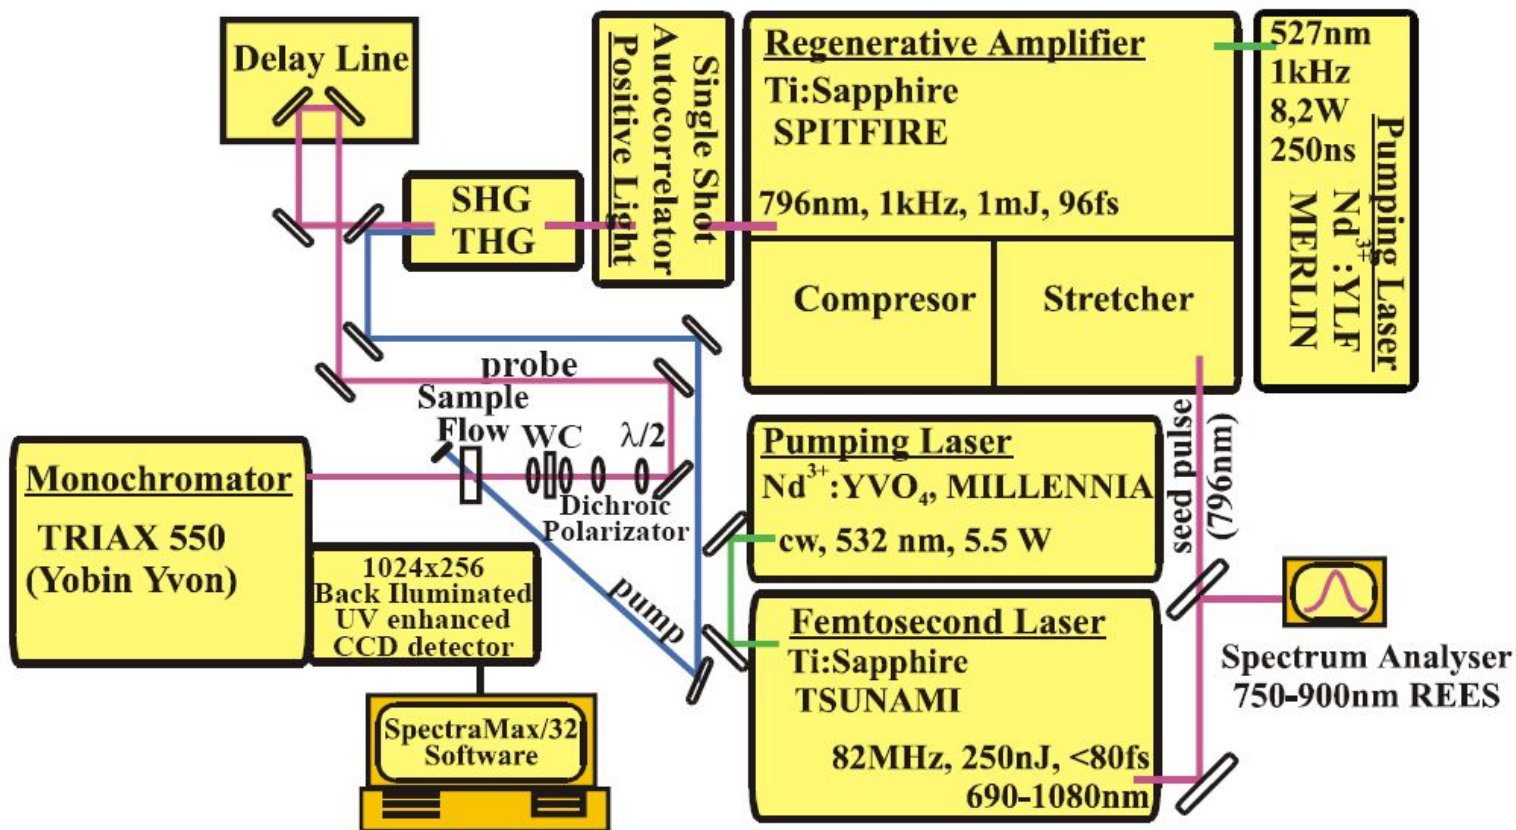 Delay Line
SHG
THG
Single Shot
Autocorrelator
Positive Light
Regenerative Amplifier
Ti:Sapphire
SPITFIRE
796nm, 1kHz, 1mJ, 96fs
Compresor
Stretcher
527nm
1kHz
8,2W
250ns
Pumping Laser
Nd³⁺:YLF
MERLIN
probe
Sample
Flow
WC
λ/2
Dichroic
Polarizator
pump
Monochromator
TRIAX 550
(Yobin Yvon)
1024x256
Back Iluminated
UV enhanced
CCD detector
SpectraMax/32
Software
Pumping Laser
Nd³⁺:YVO₄, MILLENNIA
cw, 532 nm, 5.5 W
Femtosecond Laser
Ti:Sapphire
TSUNAMI
82MHz, 250nJ, <80fs
690-1080nm
seed pulse
(796nm)
Spectrum Analyser
750-900nm REES